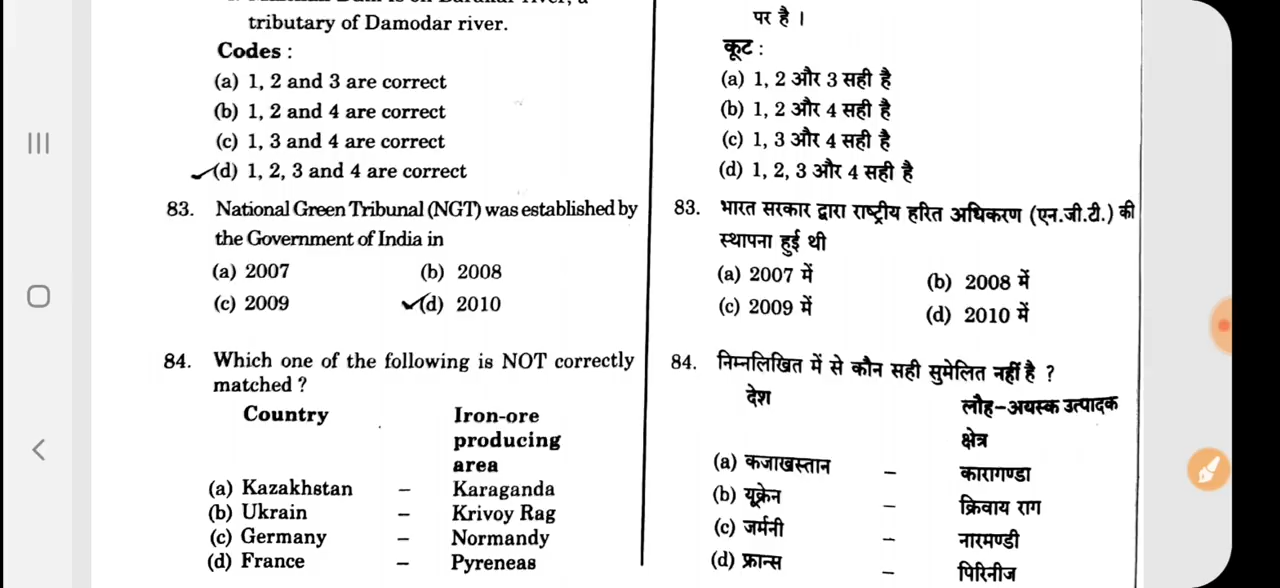 tributary of Damodar river.
Codes :
(a) 1, 2 and 3 are correct
(b) 1, 2 and 4 are correct
(c) 1, 3 and 4 are correct
(d) 1, 2, 3 and 4 are correct
83. National Green Tribunal (NGT) was established by
the Government of India in
(a) 2007 (b) 2008
(c) 2009 (d) 2010
84. Which one of the following is NOT correctly
matched ?
Country Iron-ore
producing
area
(a) Kazakhstan – Karaganda
(b) Ukrain – Krivoy Rag
(c) Germany – Normandy
(d) France – Pyreneas
पर है ।
कूट :
(a) 1, 2 और 3 सही है
(b) 1, 2 और 4 सही है
(c) 1, 3 और 4 सही है
(d) 1, 2, 3 और 4 सही है
83. भारत सरकार द्वारा राष्ट्रीय हरित अधिकरण (एन.जी.टी.) की
स्थापना हुई थी
(a) 2007 में (b) 2008 में
(c) 2009 में (d) 2010 में
84. निम्नलिखित में से कौन सही सुमेलित नहीं है ?
देश लौह-अयस्क उत्पादक
क्षेत्र
(a) कजाखस्तान – कारागण्डा
(b) यूक्रेन – क्रिवाय राग
(c) जर्मनी – नारमण्डी
(d) फ्रान्स – पिरिनीज